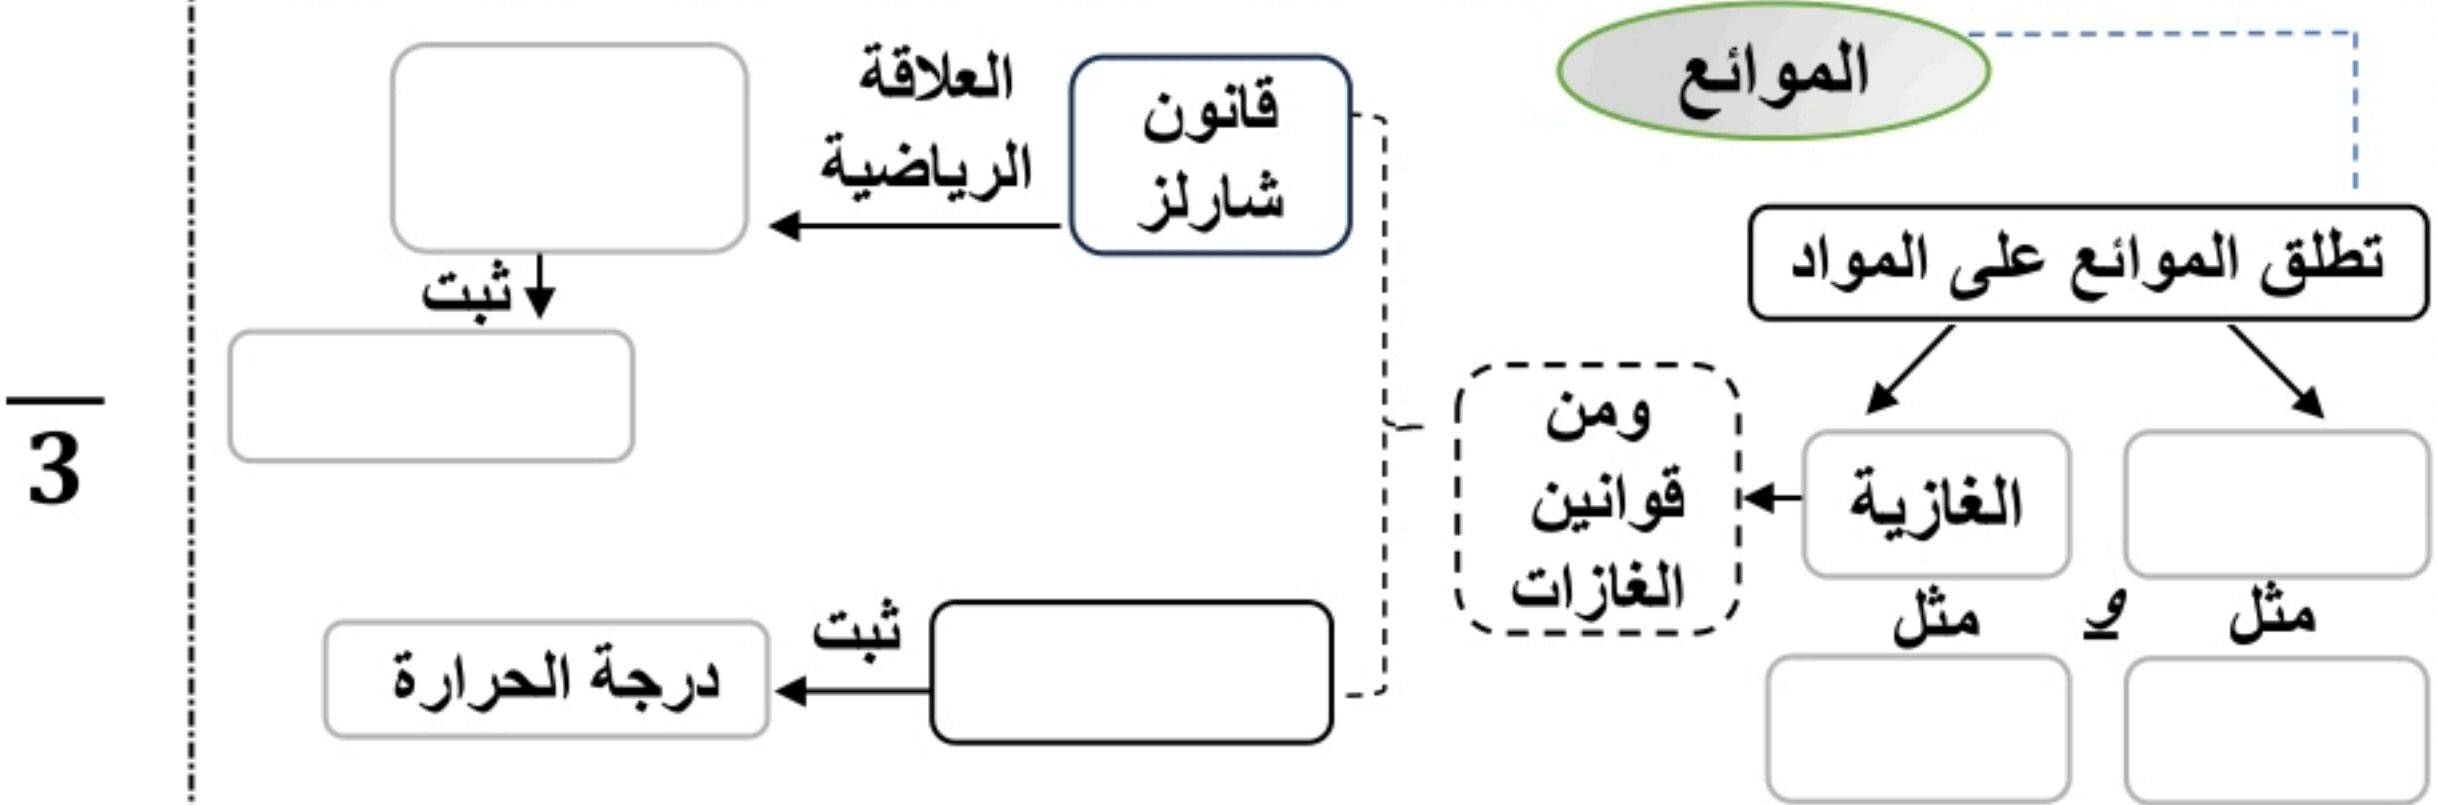 الموائع
تطلق الموائع على المواد
الغازية
مثل
و
مثل
ومن
قوانين
الغازات
قانون
شارلز
العلاقة
الرياضية
ثبت
ثبت
درجة الحرارة
3